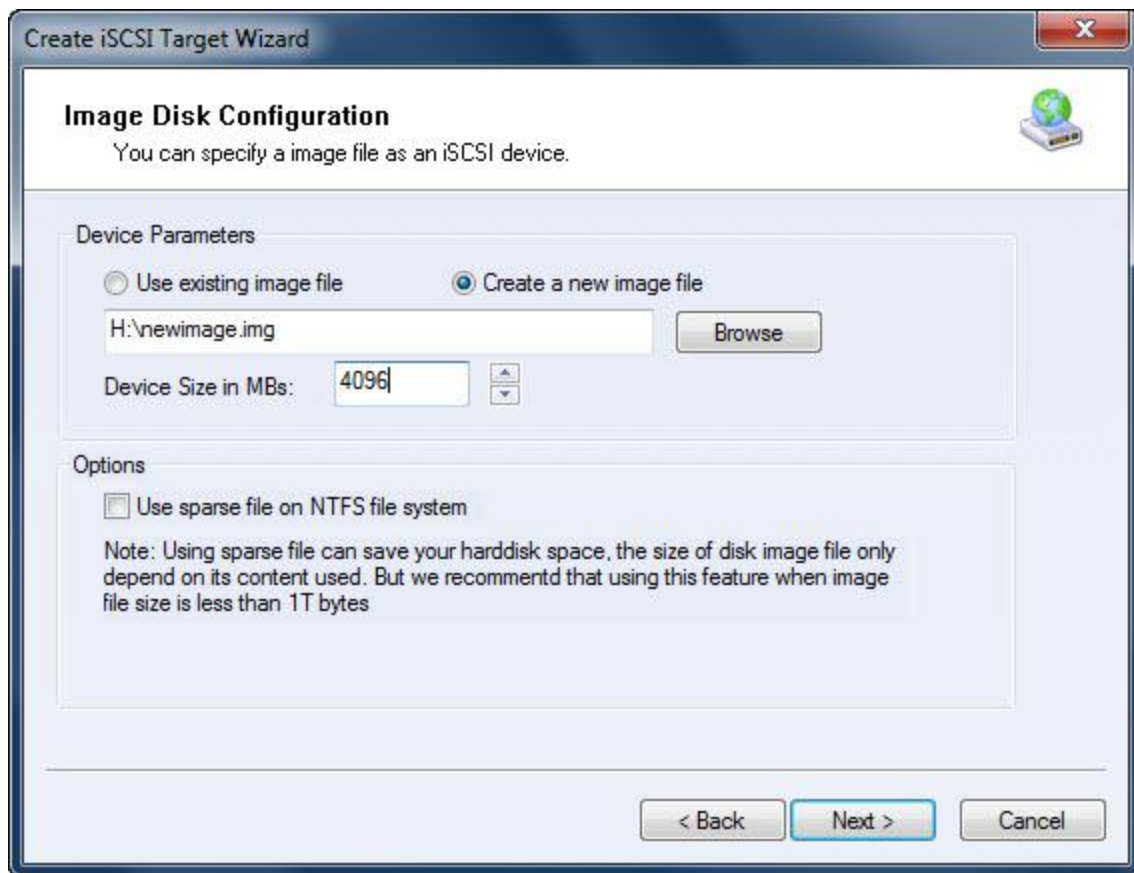 Create iSCSI Target Wizard
Image Disk Configuration
You can specify a image file as an iSCSI device.
Device Parameters
Use existing image file
Create a new image file
H:\newimage.img
Browse
Device Size in MBs:
4096
Options
Use sparse file on NTFS file system
Note: Using sparse file can save your harddisk space, the size of disk image file only
depend on its content used. But we recommentd that using this feature when image
file size is less than 1T bytes
< Back
Next >
Cancel